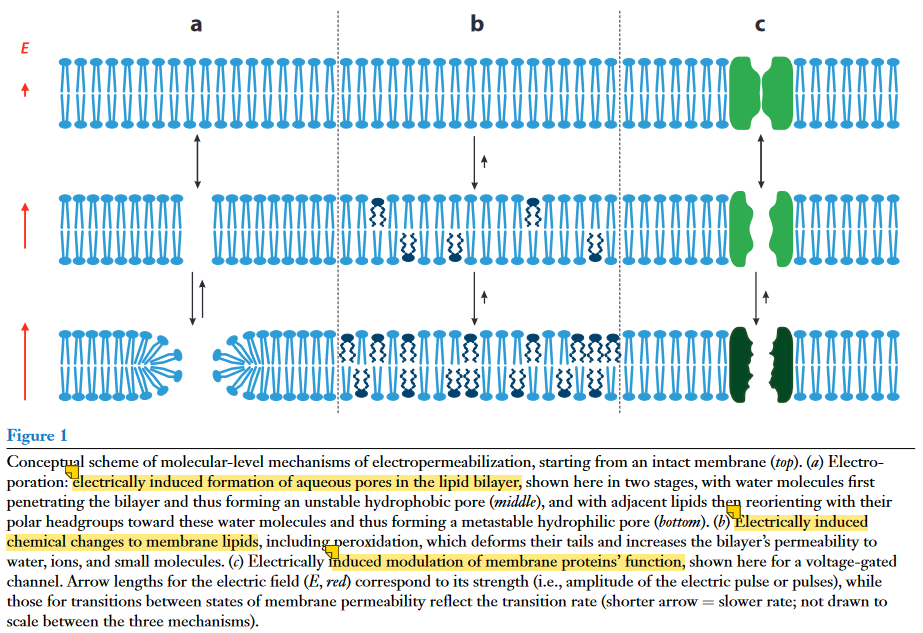 a
b
c
E
Figure 1
Conceptual scheme of molecular-level mechanisms of electropermeabilization, starting from an intact membrane (top). (a) Electro-
poration: electrically induced formation of aqueous pores in the lipid bilayer, shown here in two stages, with water molecules first
penetrating the bilayer and thus forming an unstable hydrophobic pore (middle), and with adjacent lipids then reorienting with their
polar headgroups toward these water molecules and thus forming a metastable hydrophilic pore (bottom). (b) Electrically induced
chemical changes to membrane lipids, including peroxidation, which deforms their tails and increases the bilayer's permeability to
water, ions, and small molecules. (c) Electrically induced modulation of membrane proteins' function, shown here for a voltage-gated
channel. Arrow lengths for the electric field (E, red) correspond to its strength (i.e., amplitude of the electric pulse or pulses), while
those for transitions between states of membrane permeability reflect the transition rate (shorter arrow = slower rate; not drawn to
scale between the three mechanisms).